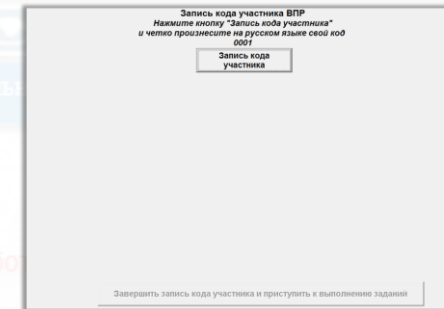 Запись кода участника ВПР
Нажмите кнопку "Запись кода участника"
и четко произнесите на русском языке свой код
0001
Запись кода
участника
Завершить запись кода участника и приступить к выполнению заданий